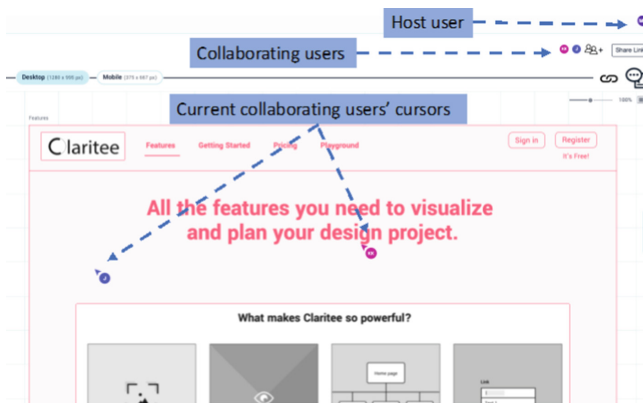 Host user
Collaborating users
Share Link
Desktop (1280 x 800 px)
Mobile (375 x 667 px)
Current collaborating users' cursors
100%
Features
Claritee
Features Getting Started Pricing Playground
Sign in
Register
It's Free!
All the features you need to visualize
and plan your design project.
J
KK
What makes Claritee so powerful?
Home page
Link